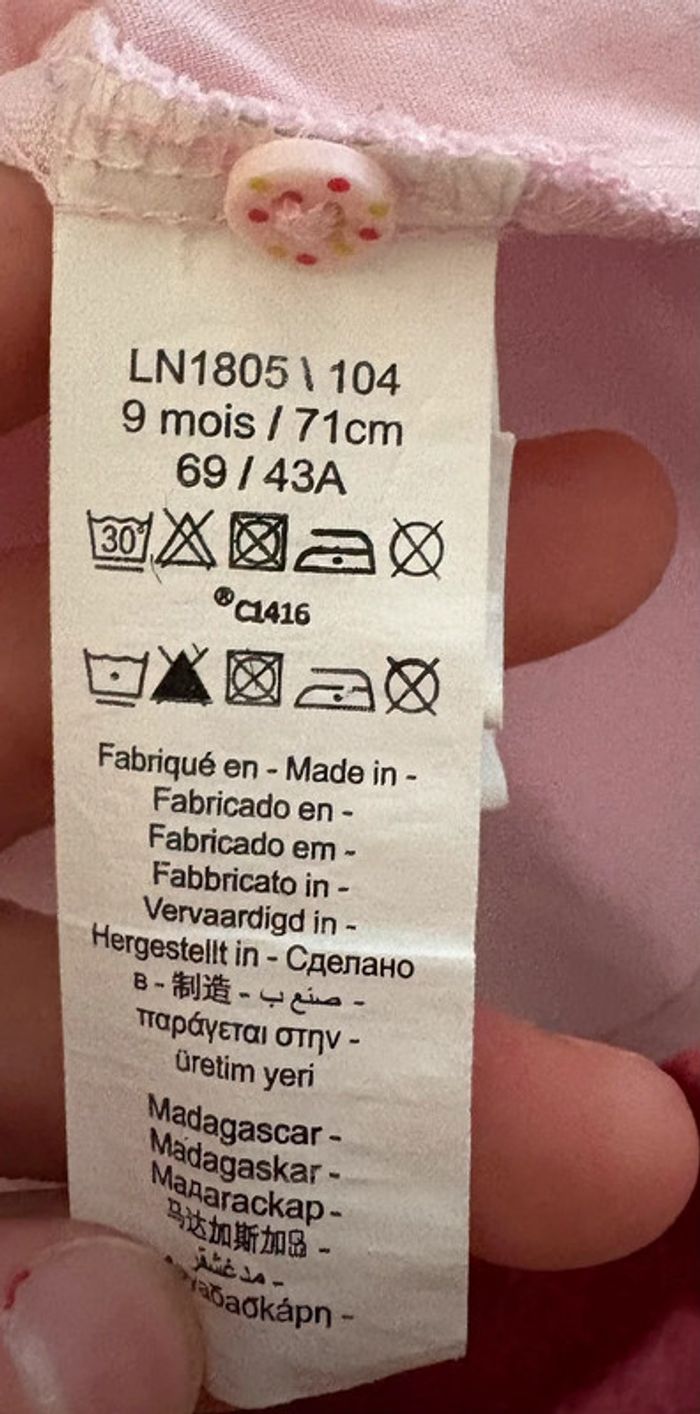 LN1805 \ 104
9 mois / 71cm
69 / 43A
30°
®C1416
Fabriqué en - Made in -
Fabricado en -
Fabricado em -
Fabbricato in -
Vervaardigd in -
Hergestellt in - Сделано
в - 制造 - صنع ب -
παράγεται στην -
üretim yeri
Madagascar -
Madagaskar -
Мадагаскар -
马达加斯加岛 -
مدغشقر -